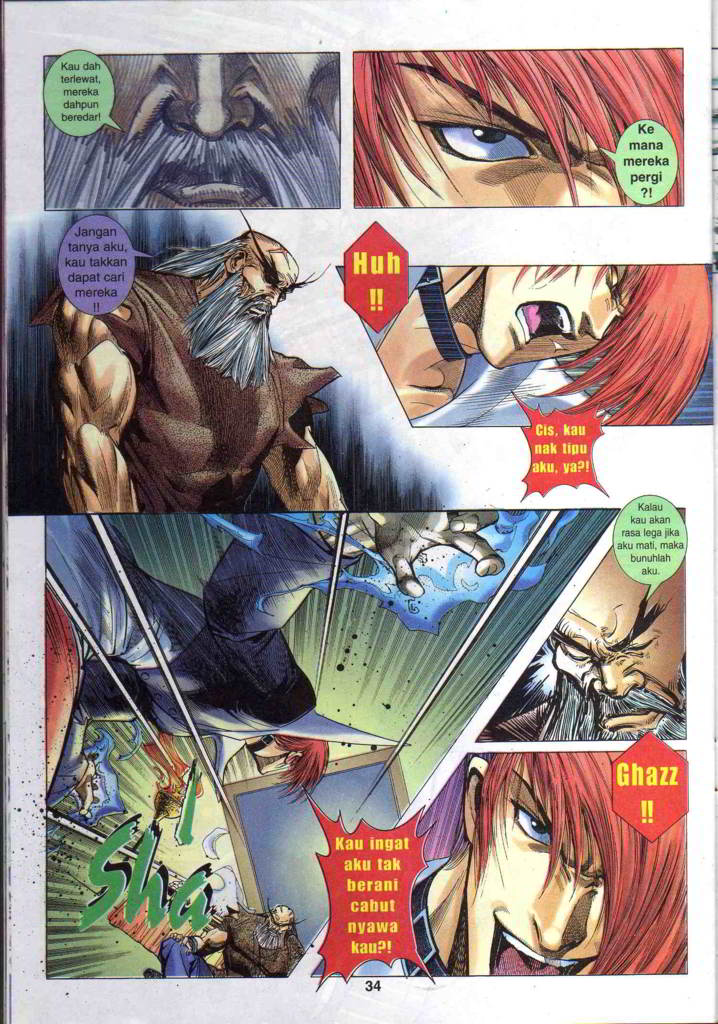 Kau dah
terlewat,
mereka
dahpun
beredar!
Ke
mana
mereka
pergi
?!
Jangan
tanya aku,
kau takkan
dapat cari
mereka
!!
Huh
!!
Cis, kau
nak tipu
aku, ya?!
Kalau
kau akan
rasa lega jika
aku mati, maka
bunuhlah
aku.
Sha
Kau ingat
aku tak
berani
cabut
nyawa
kau?!
Ghazz
!!
34